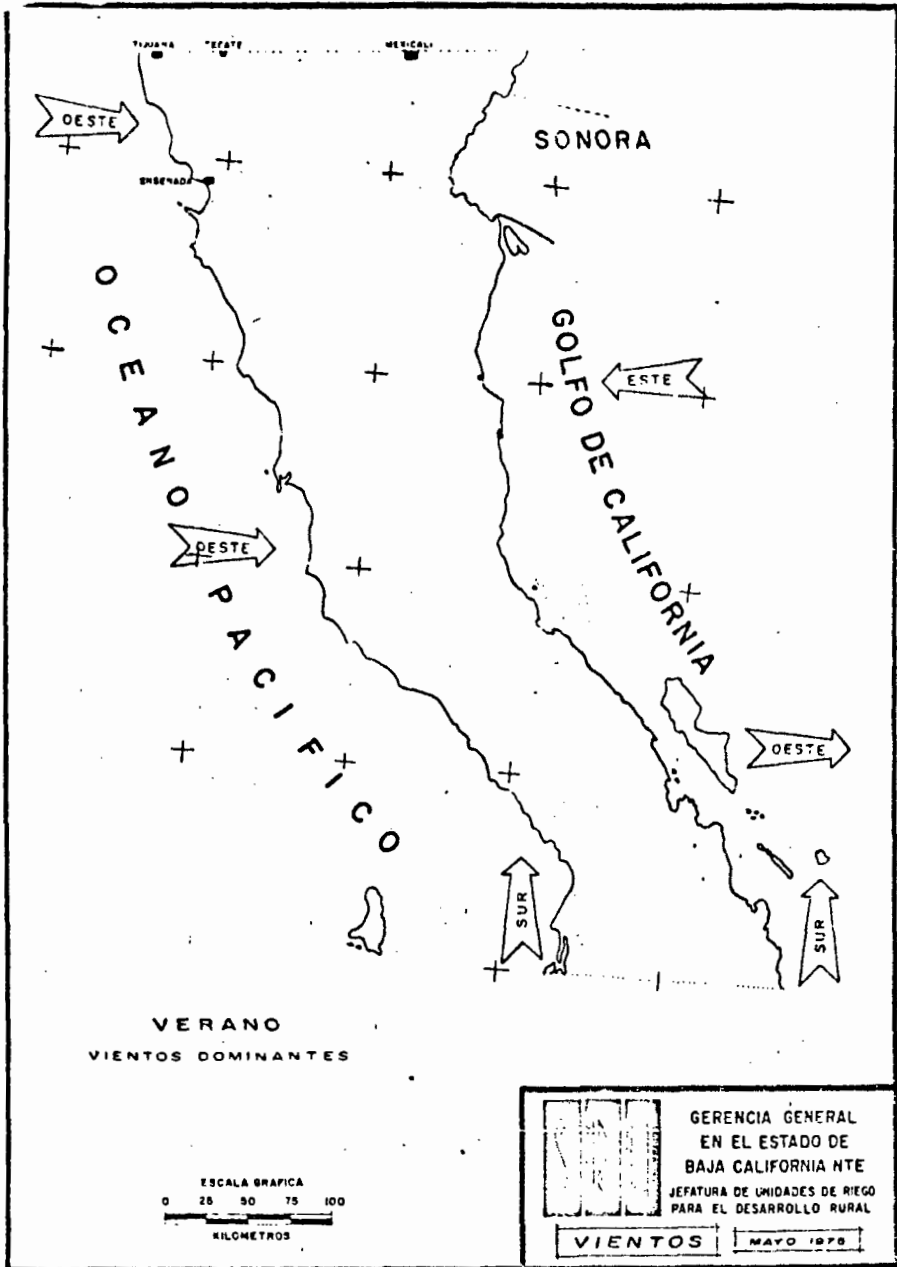 TIJUANA TECATE MEXICALI
OESTE
SONORA
ENSENADA
OCEANO PACIFICO
GOLFO DE CALIFORNIA
ESTE
OESTE
OESTE
SUR
SUR
VERANO
VIENTOS DOMINANTES
ESCALA GRAFICA
0 25 50 75 100
KILOMETROS
GERENCIA GENERAL
EN EL ESTADO DE
BAJA CALIFORNIA NTE
JEFATURA DE UNIDADES DE RIEGO
PARA EL DESARROLLO RURAL
VIENTOS
MAYO